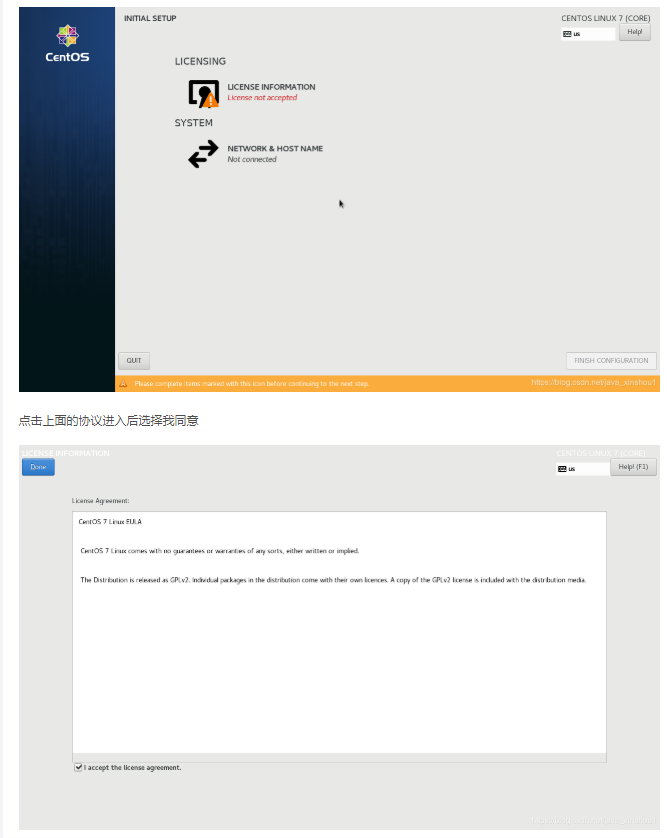 INITIAL SETUP
CENTOS LINUX 7 (CORE)
us
Help!
CentOS
LICENSING
LICENSE INFORMATION
License not accepted
SYSTEM
NETWORK & HOST NAME
Not connected
QUIT
FINISH CONFIGURATION
Please complete items marked with this icon before continuing to the next step.
https://blog.csdn.net/java_xinshou1
点击上面的协议进入后选择我同意
LICENSE INFORMATION
CENTOS LINUX 7 (CORE)
Done
us
Help! (F1)
License Agreement:
CentOS 7 Linux EULA
CentOS 7 Linux comes with no guarantees or warranties of any sorts, either written or implied.
The Distribution is released as GPLv2. Individual packages in the distribution come with their own licences. A copy of the GPLv2 license is included with the distribution media.
I accept the license agreement.